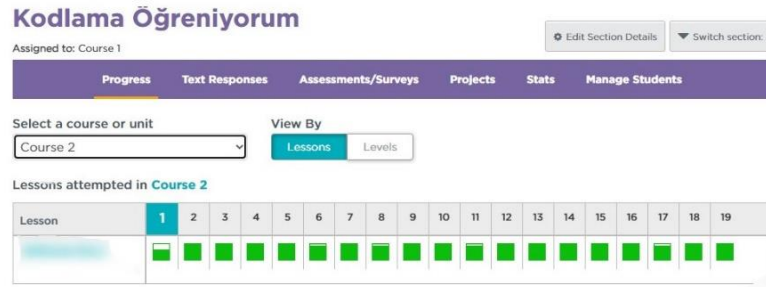 Kodlama Öğreniyorum
Assigned to: Course 1
Edit Section Details
Switch section:
Progress Text Responses Assessments/Surveys Projects Stats Manage Students
Select a course or unit
View By
Course 2
Lessons Levels
Lessons attempted in Course 2
Lesson 1 2 3 4 5 6 7 8 9 10 11 12 13 14 15 16 17 18 19